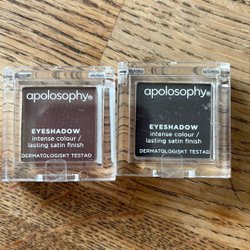 apolosophy®
EYESHADOW
intense colour /
lasting satin finish
DERMATOLOGISKT TESTAD
apolosophy®
EYESHADOW
intense colour /
lasting satin finish
DERMATOLOGISKT TESTAD